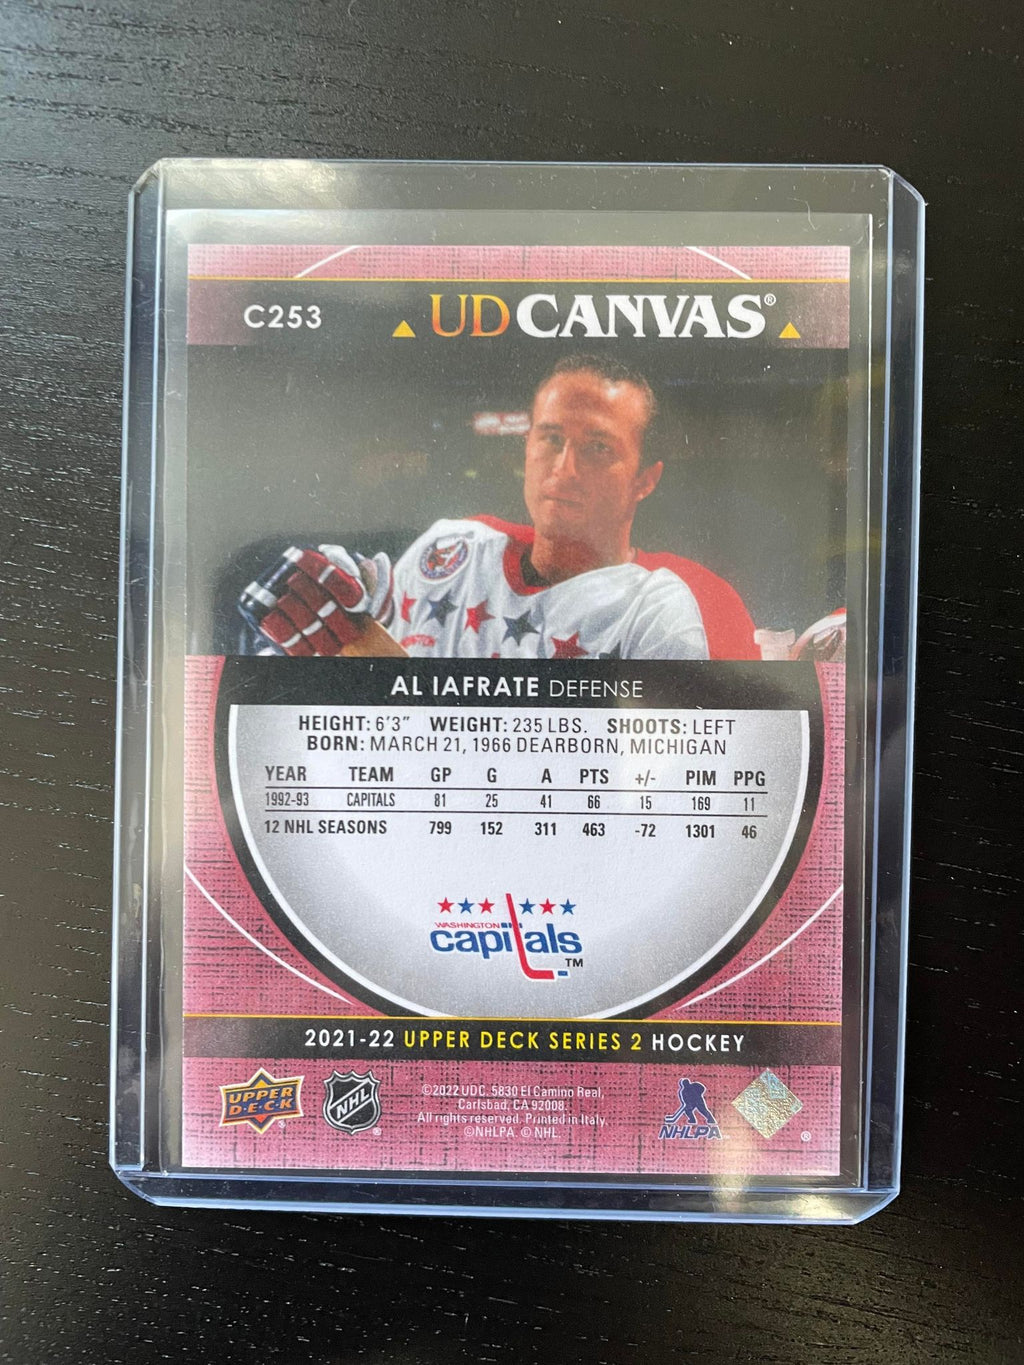 C253
UD CANVAS®
AL IAFRATE DEFENSE
HEIGHT: 6'3" WEIGHT: 235 LBS. SHOOTS: LEFT
BORN: MARCH 21, 1966 DEARBORN, MICHIGAN
YEAR TEAM GP G A PTS +/- PIM PPG
1992-93 CAPITALS 81 25 41 66 15 169 11
12 NHL SEASONS 799 152 311 463 -72 1301 46
WASHINGTON
capitals
TM
2021-22 UPPER DECK SERIES 2 HOCKEY
UPPER
D·E·C·K
®
NHL
®
©2022 UDC. 5830 El Camino Real,
Carlsbad, CA 92008.
All rights reserved. Printed in Italy.
©NHLPA. © NHL.
NHLPA
®